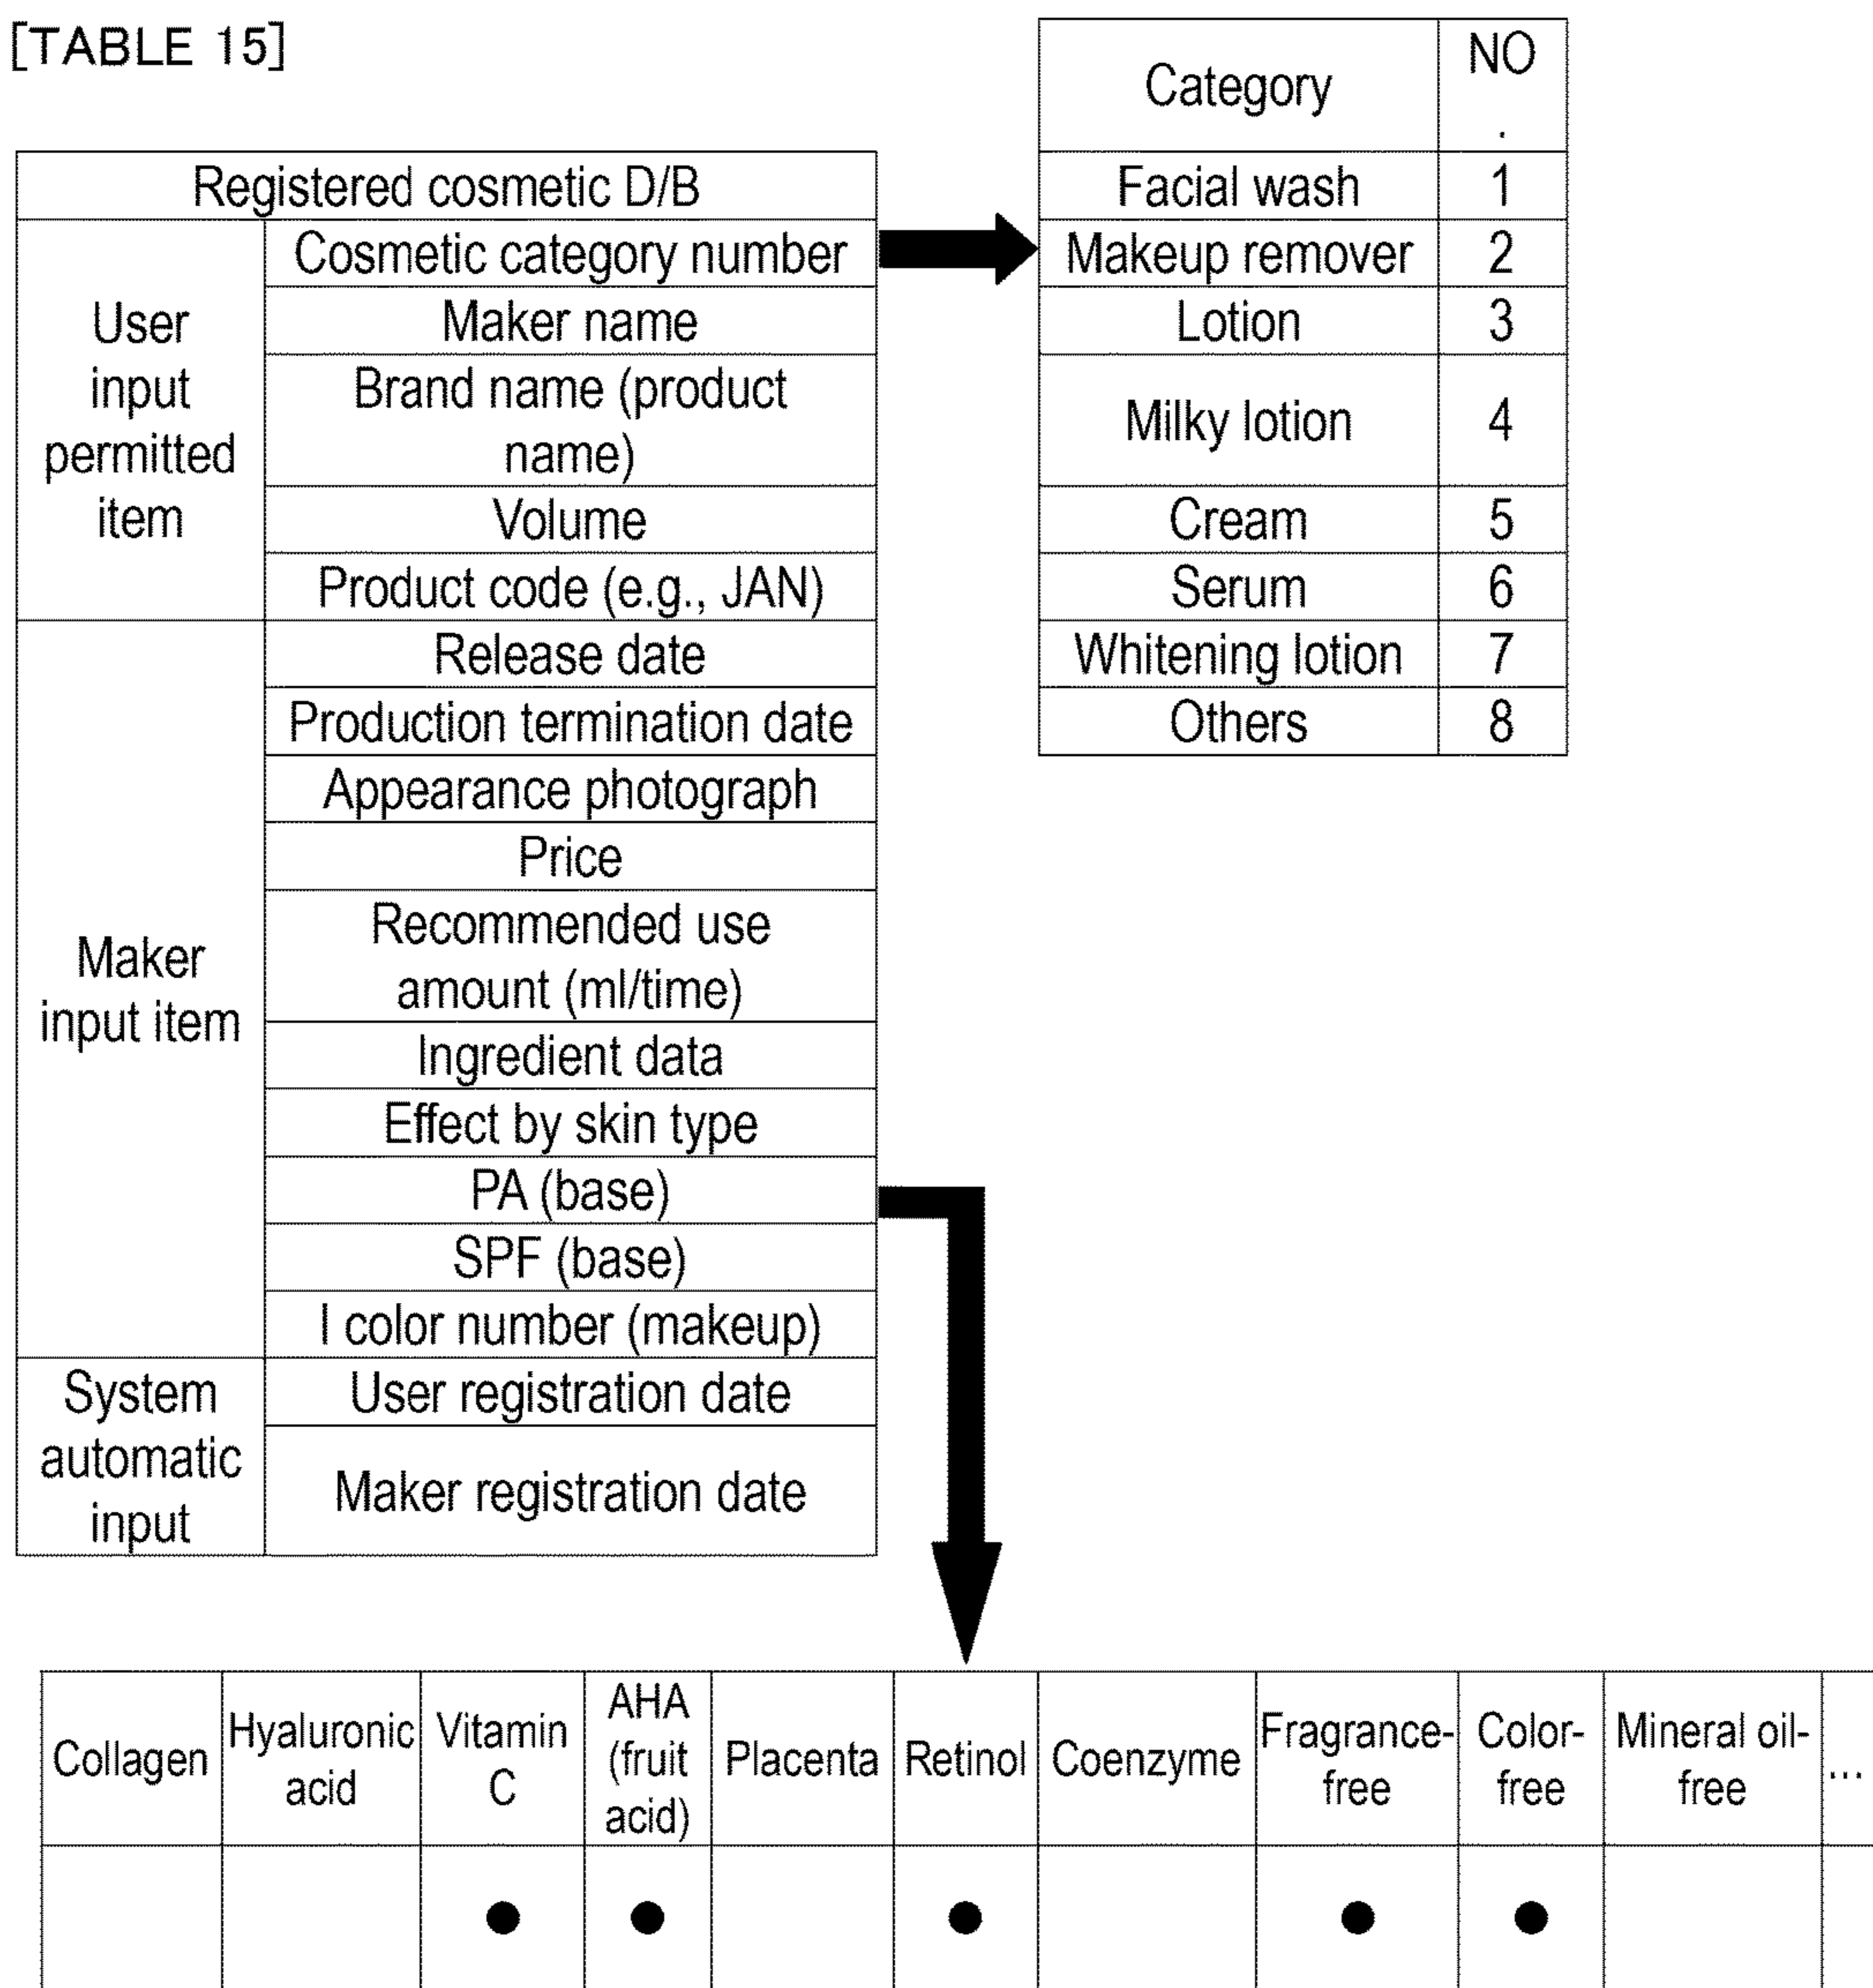 [TABLE 15]
Registered cosmetic D/B
User
input
permitted
item
Cosmetic category number
Maker name
Brand name (product
name)
Volume
Product code (e.g., JAN)
Maker
input item
Release date
Production termination date
Appearance photograph
Price
Recommended use
amount (ml/time)
Ingredient data
Effect by skin type
PA (base)
SPF (base)
I color number (makeup)
System
automatic
input
User registration date
Maker registration date
Category
NO
.
Facial wash 1
Makeup remover 2
Lotion 3
Milky lotion 4
Cream 5
Serum 6
Whitening lotion 7
Others 8
Collagen
Hyaluronic
acid
Vitamin
C
AHA
(fruit
acid)
Placenta
Retinol
Coenzyme
Fragrance-
free
Color-
free
Mineral oil-
free
...
● ● ● ● ●